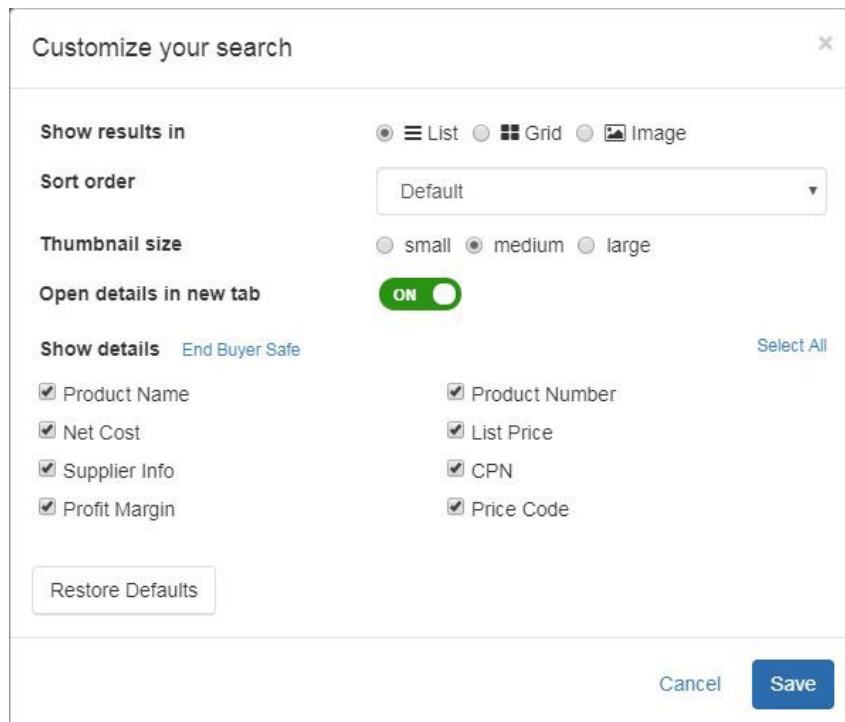 Customize your search ×
Show results in List Grid Image
Sort order Default
Thumbnail size small medium large
Open details in new tab ON
Show details End Buyer Safe Select All
Product Name Product Number
Net Cost List Price
Supplier Info CPN
Profit Margin Price Code
Restore Defaults
Cancel Save